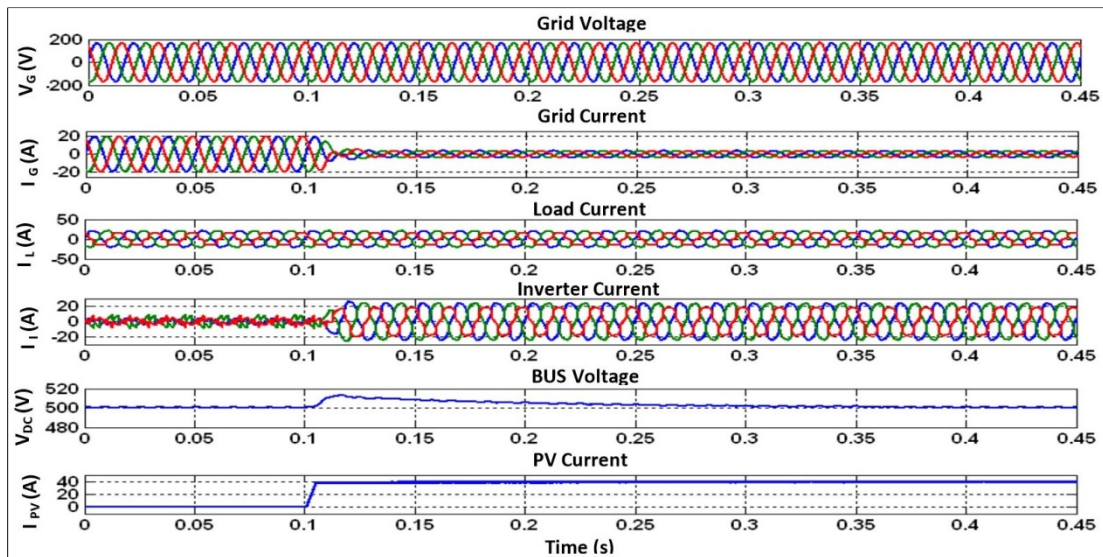 Grid Voltage
V G (V)
200
0
-200
0 0.05 0.1 0.15 0.2 0.25 0.3 0.35 0.4 0.45
Grid Current
I G (A)
20
0
-20
0 0.05 0.1 0.15 0.2 0.25 0.3 0.35 0.4 0.45
Load Current
I L (A)
50
0
-50
0 0.05 0.1 0.15 0.2 0.25 0.3 0.35 0.4 0.45
Inverter Current
I I (A)
20
0
-20
0 0.05 0.1 0.15 0.2 0.25 0.3 0.35 0.4 0.45
BUS Voltage
VDC (V)
520
500
480
0 0.05 0.1 0.15 0.2 0.25 0.3 0.35 0.4 0.45
PV Current
I PV (A)
40
20
0
0 0.05 0.1 0.15 0.2 0.25 0.3 0.35 0.4 0.45
Time (s)